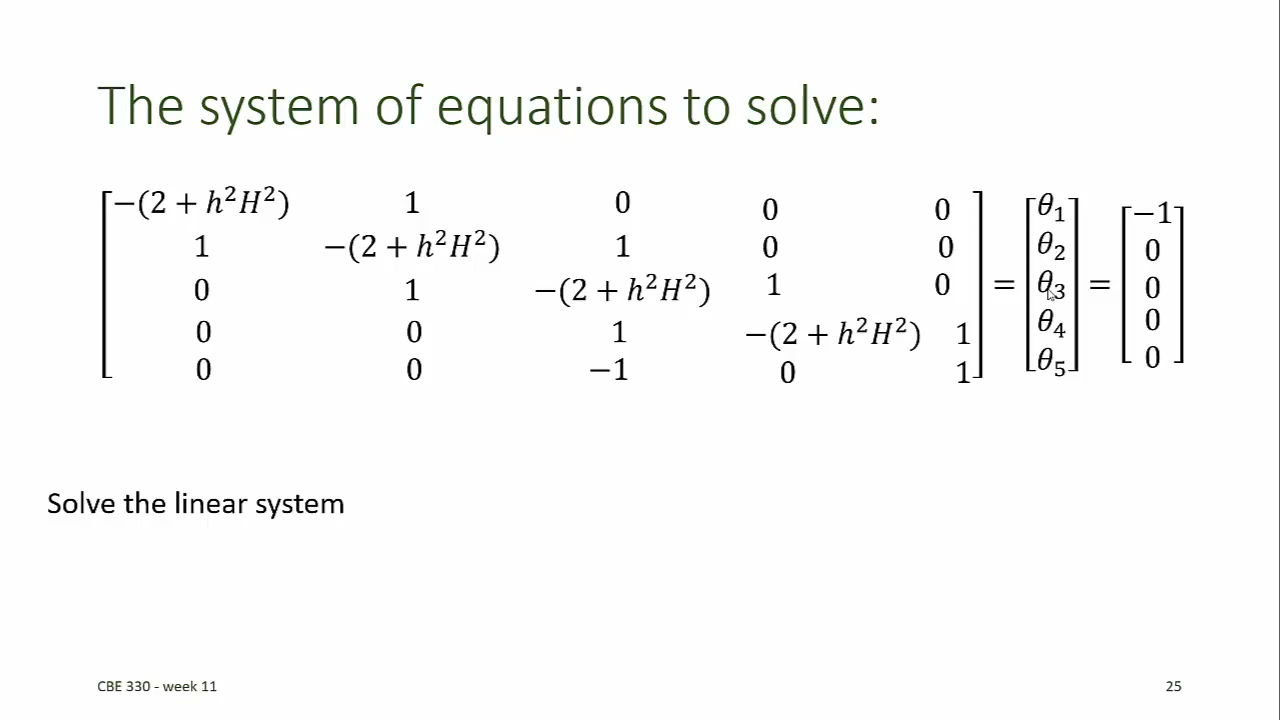 The system of equations to solve:
−(2 + h²H²) 1 0 0 0 θ₁ −1
1 −(2 + h²H²) 1 0 0 θ₂ 0
0 1 −(2 + h²H²) 1 0 = θ₃ = 0
0 0 1 −(2 + h²H²) 1 θ₄ 0
0 0 −1 0 1 θ₅ 0
Solve the linear system
CBE 330 - week 11
25